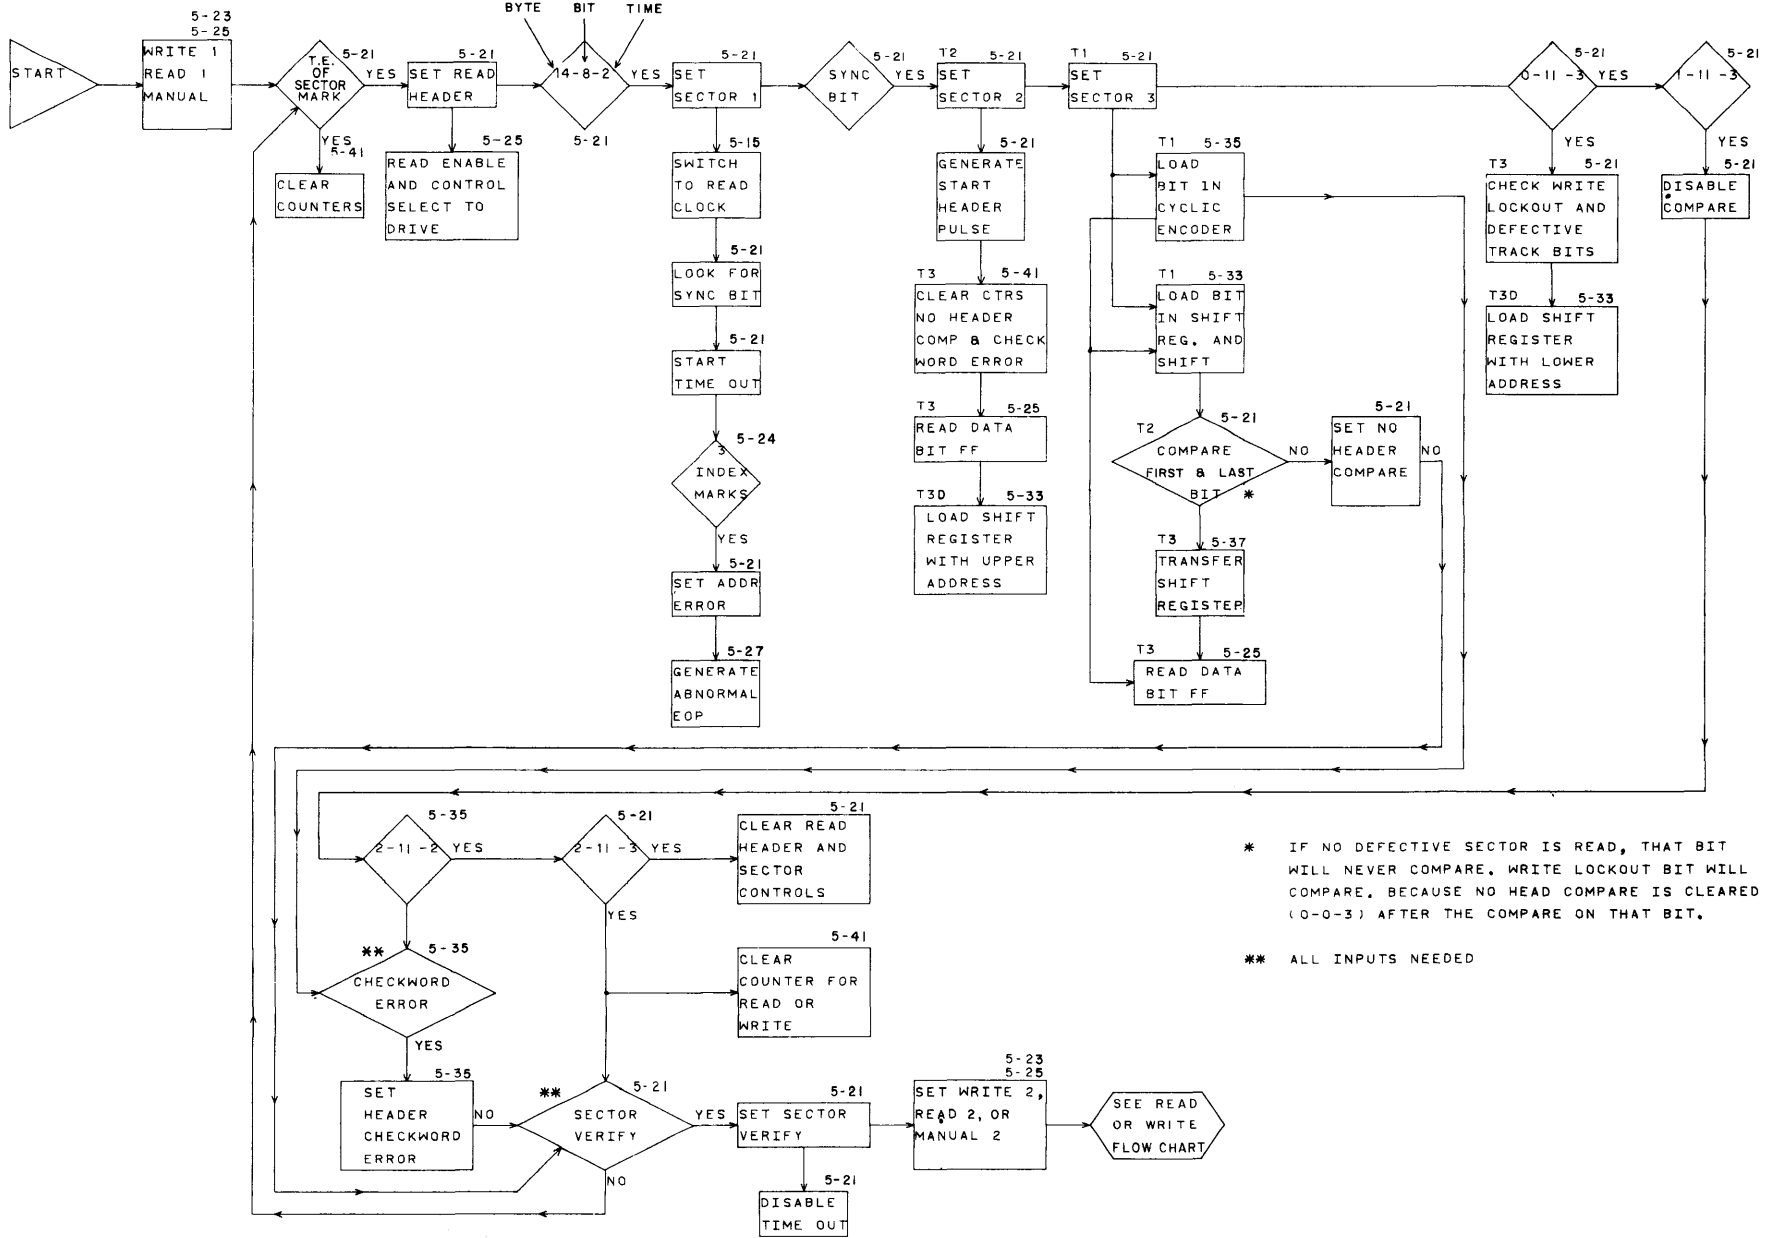 BYTE BIT TIME
5-23
5-25
START
WRITE 1
READ 1
MANUAL
5-21
T.E.
OF
SECTOR
MARK
YES
YES
5-41
CLEAR
COUNTERS
5-21
SET READ
HEADER
5-25
READ ENABLE
AND CONTROL
SELECT TO
DRIVE
14-8-2
5-21
YES
5-21
SET
SECTOR 1
5-15
SWITCH
TO READ
CLOCK
5-21
LOOK FOR
SYNC BIT
5-21
START
TIME OUT
5-24
3
INDEX
MARKS
YES
5-21
SET ADDR
ERROR
5-27
GENERATE
ABNORMAL
EOP
5-21
SYNC
BIT
YES
T2 5-21
SET
SECTOR 2
5-21
GENERATE
START
HEADER
PULSE
T3 5-41
CLEAR CTRS
NO HEADER
COMP & CHECK
WORD ERROR
T3 5-25
READ DATA
BIT FF
T3D 5-33
LOAD SHIFT
REGISTER
WITH UPPER
ADDRESS
T1 5-21
SET
SECTOR 3
T1 5-35
LOAD
BIT IN
CYCLIC
ENCODER
T1 5-33
LOAD BIT
IN SHIFT
REG. AND
SHIFT
T2 5-21
COMPARE
FIRST & LAST
BIT *
NO
5-21
SET NO
HEADER
COMPARE
NO
T3 5-37
TRANSFER
SHIFT
REGISTEP
T3 5-25
READ DATA
BIT FF
5-21
0-11-3
YES
YES
T3 5-21
CHECK WRITE
LOCKOUT AND
DEFECTIVE
TRACK BITS
T3D 5-33
LOAD SHIFT
REGISTER
WITH LOWER
ADDRESS
5-21
1-11-3
YES
5-21
DISABLE
COMPARE
5-35
2-11-2
YES
5-21
2-11-3
YES
YES
5-21
CLEAR READ
HEADER AND
SECTOR
CONTROLS
** 5-35
CHECKWORD
ERROR
YES
5-41
CLEAR
COUNTER FOR
READ OR
WRITE
5-35
SET
HEADER
CHECKWORD
ERROR
NO
** 5-21
SECTOR
VERIFY
YES
NO
5-21
SET SECTOR
VERIFY
5-21
DISABLE
TIME OUT
5-23
5-25
SET WRITE 2,
READ 2, OR
MANUAL 2
SEE READ
OR WRITE
FLOW CHART
* IF NO DEFECTIVE SECTOR IS READ, THAT BIT
WILL NEVER COMPARE. WRITE LOCKOUT BIT WILL
COMPARE. BECAUSE NO HEAD COMPARE IS CLEARED
(0-0-3) AFTER THE COMPARE ON THAT BIT.
** ALL INPUTS NEEDED